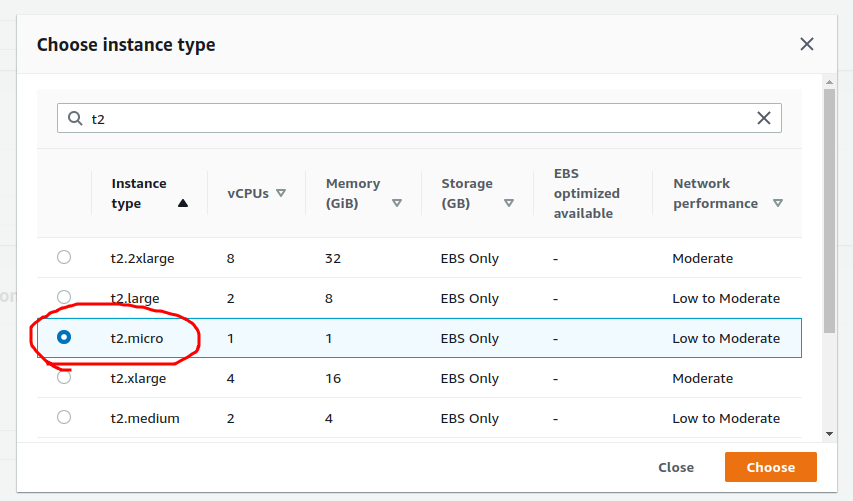 Choose instance type
t2
Instance type vCPUs Memory (GiB) Storage (GB) EBS optimized available Network performance
t2.2xlarge 8 32 EBS Only - Moderate
t2.large 2 8 EBS Only - Low to Moderate
t2.micro 1 1 EBS Only - Low to Moderate
t2.xlarge 4 16 EBS Only - Moderate
t2.medium 2 4 EBS Only - Low to Moderate
Close Choose
on